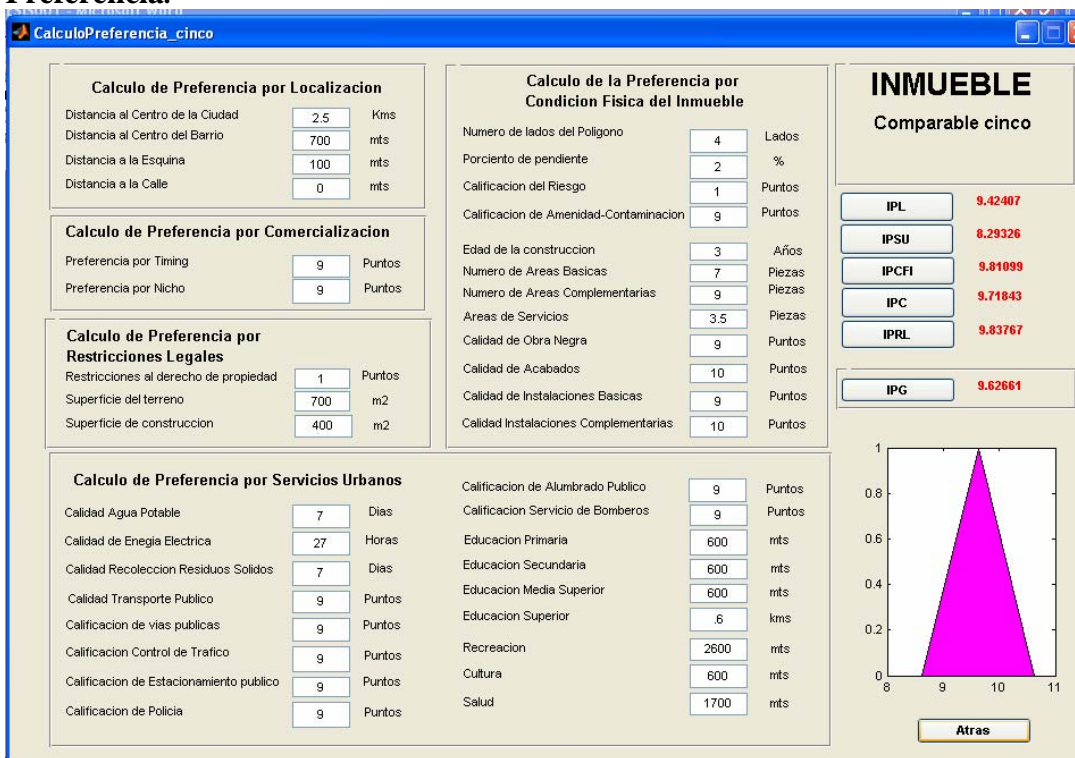 Preferencia.
CalculoPreferencia_cinco
Calculo de Preferencia por Localizacion
Distancia al Centro de la Ciudad 2.5 Kms
Distancia al Centro del Barrio 700 mts
Distancia a la Esquina 100 mts
Distancia a la Calle 0 mts
Calculo de Preferencia por Comercializacion
Preferencia por Timing 9 Puntos
Preferencia por Nicho 9 Puntos
Calculo de Preferencia por
Restricciones Legales
Restricciones al derecho de propiedad 1 Puntos
Superficie del terreno 700 m2
Superficie de construccion 400 m2
Calculo de la Preferencia por
Condicion Fisica del Inmueble
Numero de lados del Poligono 4 Lados
Porciento de pendiente 2 %
Calificacion del Riesgo 1 Puntos
Calificacion de Amenidad-Contaminacion 9 Puntos
Edad de la construccion 3 Años
Numero de Areas Basicas 7 Piezas
Numero de Areas Complementarias 9 Piezas
Areas de Servicios 3.5 Piezas
Calidad de Obra Negra 9 Puntos
Calidad de Acabados 10 Puntos
Calidad de Instalaciones Basicas 9 Puntos
Calidad Instalaciones Complementarias 10 Puntos
INMUEBLE
Comparable cinco
IPL 9.42407
IPSU 8.29326
IPCFI 9.81099
IPC 9.71843
IPRL 9.83767
IPG 9.62661
Calculo de Preferencia por Servicios Urbanos
Calidad Agua Potable 7 Dias
Calidad de Enegia Electrica 27 Horas
Calidad Recoleccion Residuos Solidos 7 Dias
Calidad Transporte Publico 9 Puntos
Calificacion de vias publicas 9 Puntos
Calificacion Control de Trafico 9 Puntos
Calificacion de Estacionamiento publico 9 Puntos
Calificacion de Policia 9 Puntos
Calificacion de Alumbrado Publico 9 Puntos
Calificacion Servicio de Bomberos 9 Puntos
Educacion Primaria 600 mts
Educacion Secundaria 600 mts
Educacion Media Superior 600 mts
Educacion Superior .6 kms
Recreacion 2600 mts
Cultura 600 mts
Salud 1700 mts
1
0.8
0.6
0.4
0.2
0
8 9 10 11
Atras